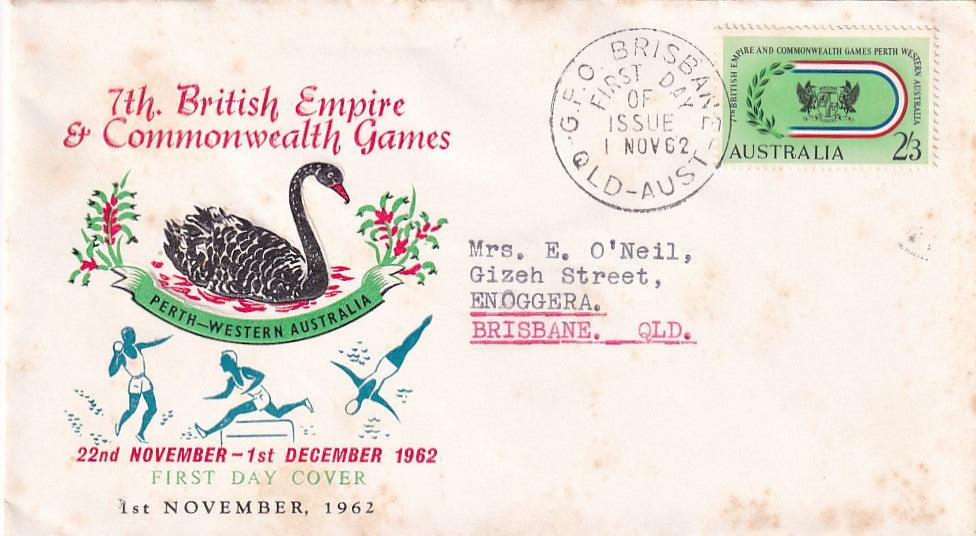 7th. British Empire
& Commonwealth Games
PERTH—WESTERN AUSTRALIA
22nd NOVEMBER – 1st DECEMBER 1962
FIRST DAY COVER
1st NOVEMBER, 1962
G.P.O. BRISBANE
FIRST DAY
OF
ISSUE
1 NOV 62
QLD-AUST
7TH BRITISH EMPIRE AND COMMONWEALTH GAMES PERTH WESTERN AUSTRALIA
AUSTRALIA 2/3
Mrs. E. O'Neil,
Gizeh Street,
ENOGGERA.
BRISBANE. QLD.